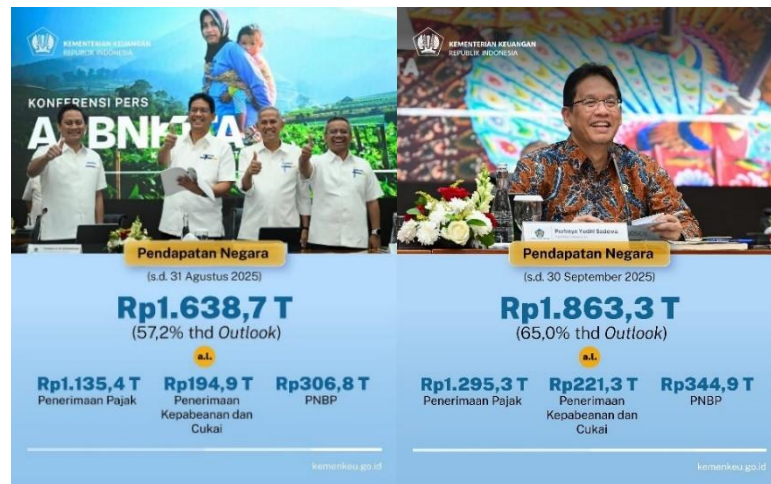 KEMENTERIAN KEUANGAN
REPUBLIK INDONESIA
KONFERENSI PERS
APBN KITA
Pendapatan Negara
(s.d. 31 Agustus 2025)
Rp1.638,7 T
(57,2% thd Outlook)
a.l.
Rp1.135,4 T
Penerimaan Pajak
Rp194,9 T
Penerimaan
Kepabeanan dan
Cukai
Rp306,8 T
PNBP
kemenkeu.go.id
KEMENTERIAN KEUANGAN
REPUBLIK INDONESIA
Purbaya Yudhi Sadewa
Pendapatan Negara
(s.d. 30 September 2025)
Rp1.863,3 T
(65,0% thd Outlook)
a.l.
Rp1.295,3 T
Penerimaan Pajak
Rp221,3 T
Penerimaan
Kepabeanan dan
Cukai
Rp344,9 T
PNBP
kemenkeu.go.id